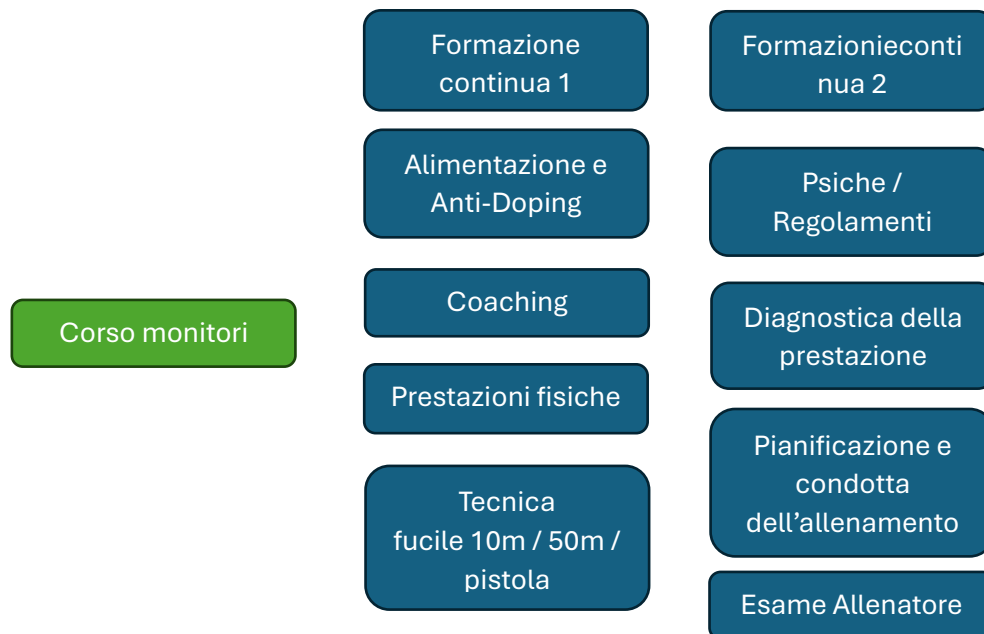 Corso monitori
Formazione
continua 1
Alimentazione e
Anti-Doping
Coaching
Prestazioni fisiche
Tecnica
fucile 10m / 50m /
pistola
Formazionieconti
nua 2
Psiche /
Regolamenti
Diagnostica della
prestazione
Pianificazione e
condotta
dell’allenamento
Esame Allenatore